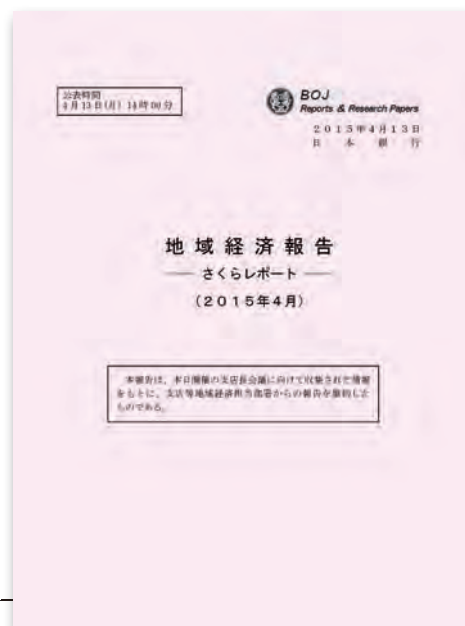 公表時間
4月13日(月) 14時00分
BOJ
Reports & Research Papers
2015年4月13日
日本銀行
地域経済報告
― さくらレポート ―
(2015年4月)
本報告は、本日開催の支店長会議に向けて収集された情報
をもとに、支店等地域経済担当部署からの報告を集約した
ものである。